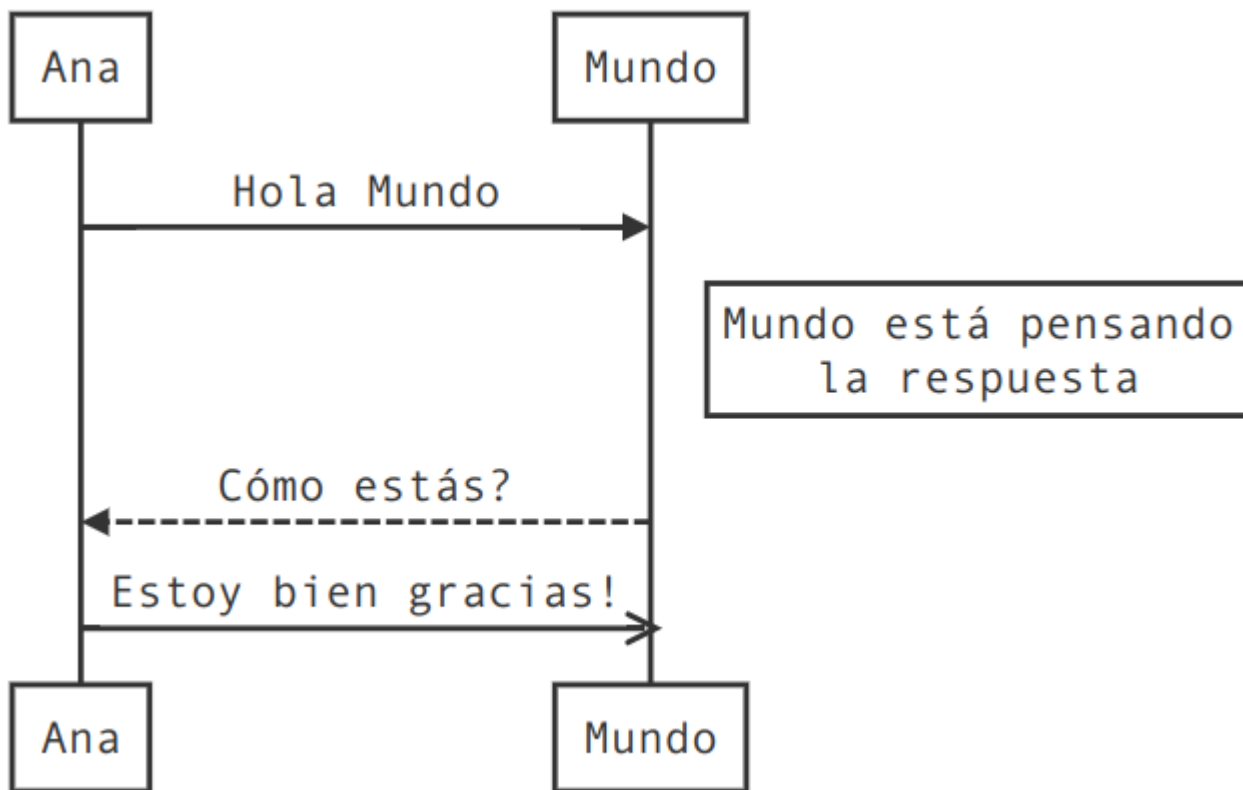 Ana
Mundo
Hola Mundo
Mundo está pensando
la respuesta
Cómo estás?
Estoy bien gracias!
Ana
Mundo